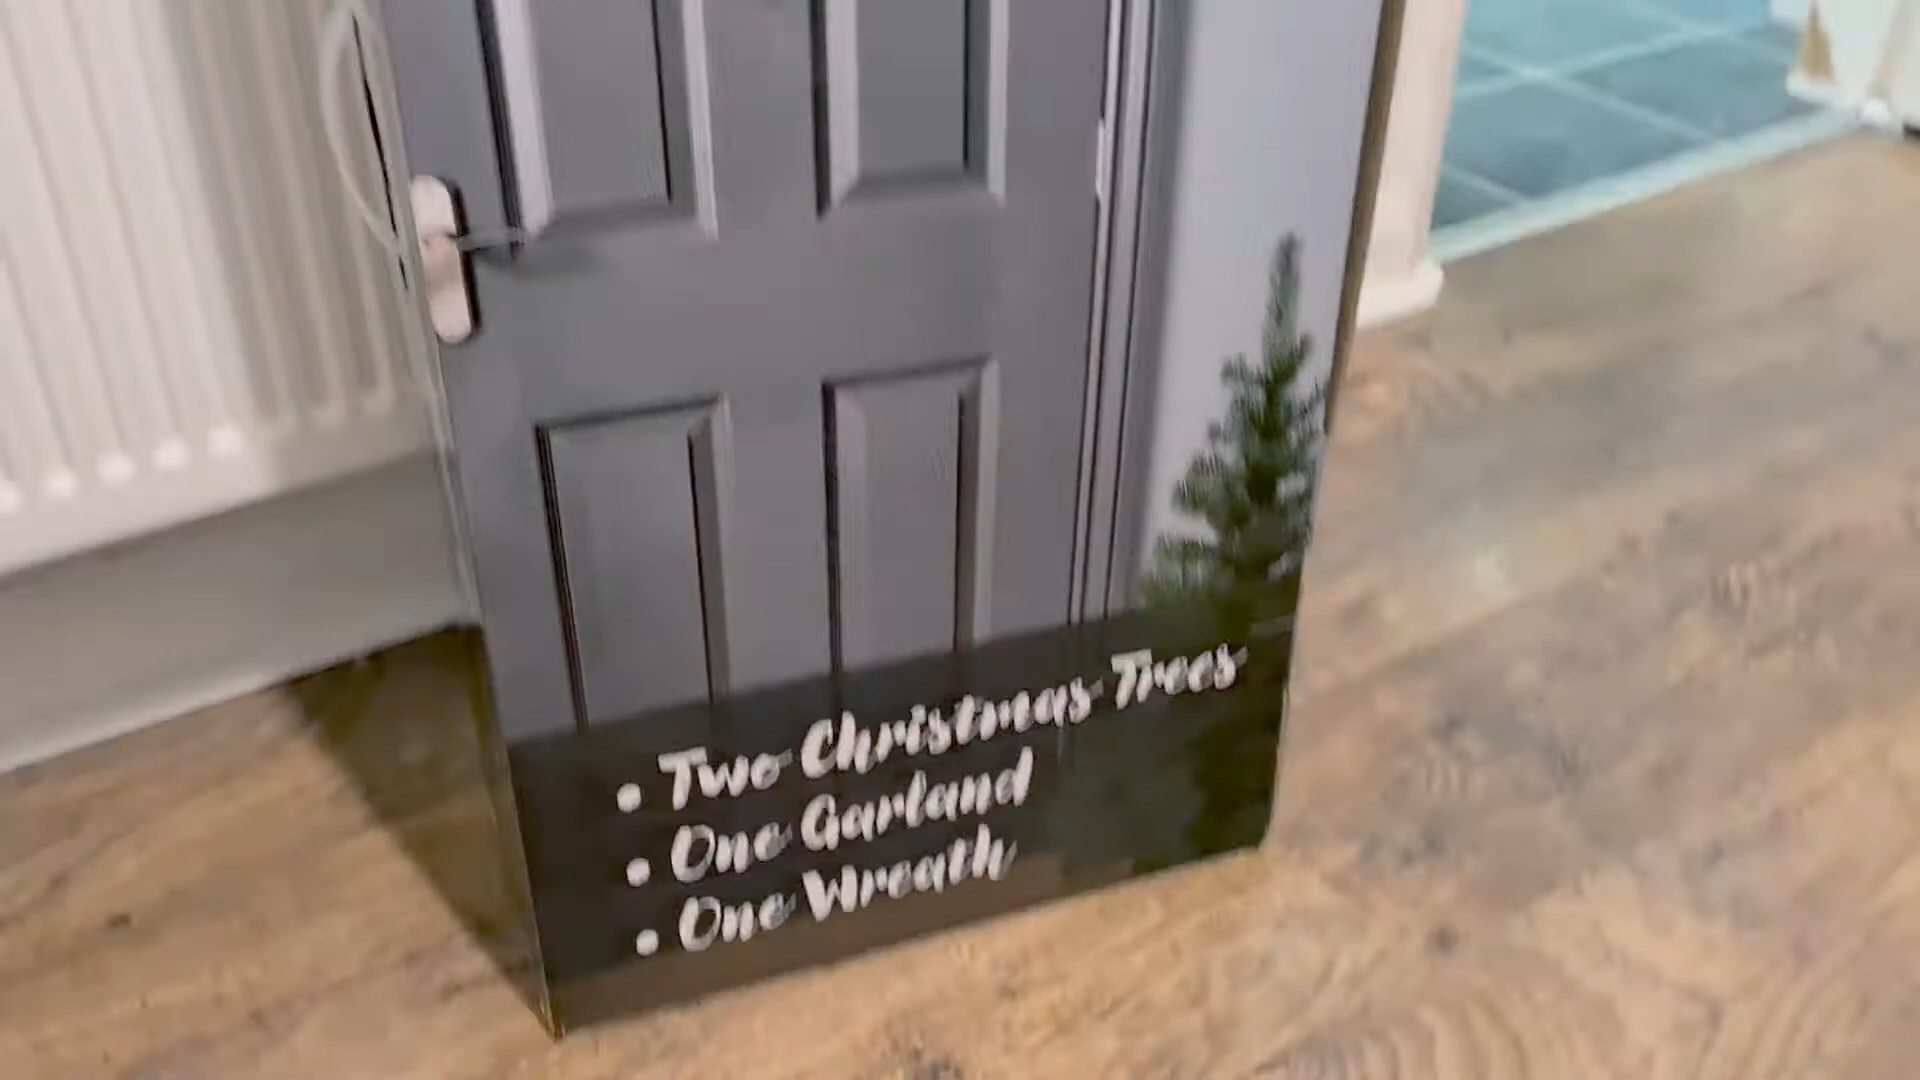 • Two Christmas Trees
• One Garland
• One Wreath